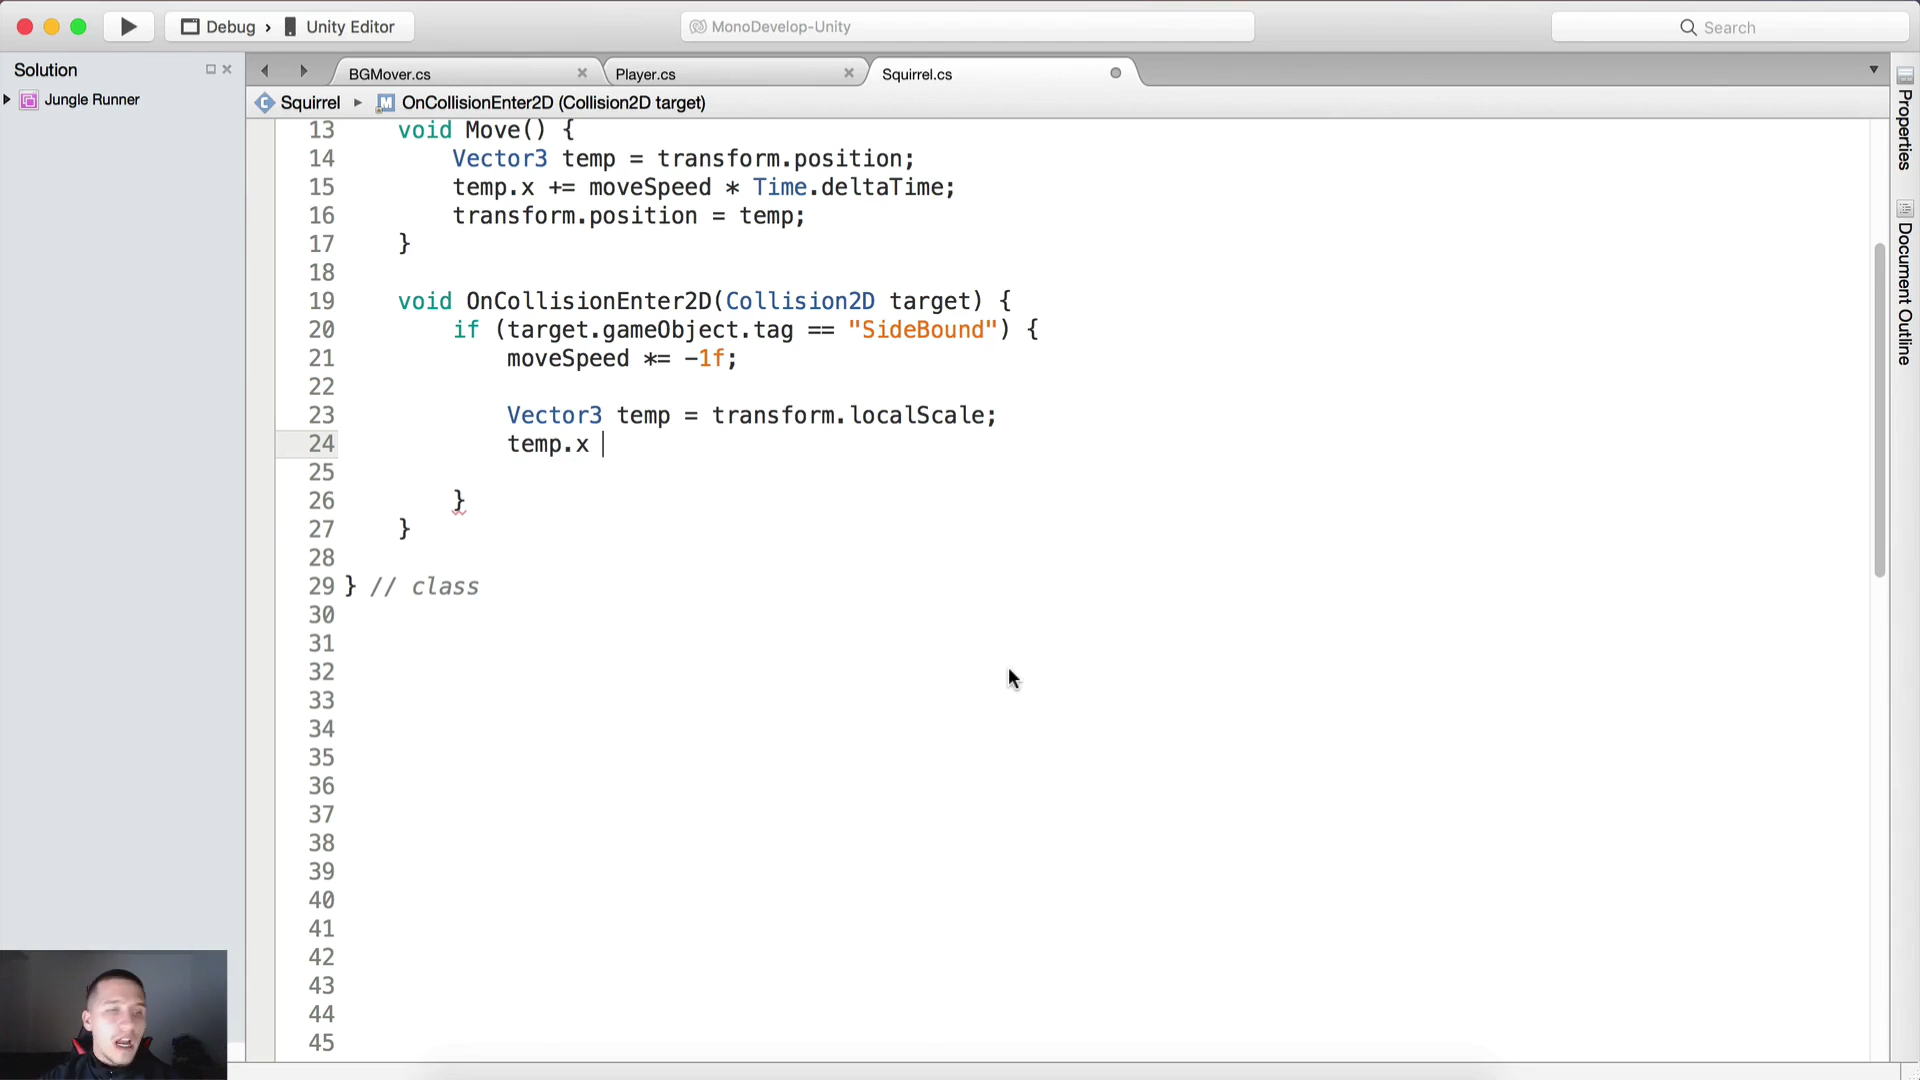 Debug > Unity Editor
MonoDevelop-Unity
Search
Solution
Jungle Runner
BGMover.cs
Player.cs
Squirrel.cs
Squirrel
OnCollisionEnter2D (Collision2D target)
13 void Move() {
14 Vector3 temp = transform.position;
15 temp.x += moveSpeed * Time.deltaTime;
16 transform.position = temp;
17 }
18
19 void OnCollisionEnter2D(Collision2D target) {
20 if (target.gameObject.tag == "SideBound") {
21 moveSpeed *= -1f;
22
23 Vector3 temp = transform.localScale;
24 temp.x
25
26 }
27 }
28
29 } // class
30
31
32
33
34
35
36
37
38
39
40
41
42
43
44
45
Properties
Document Outline